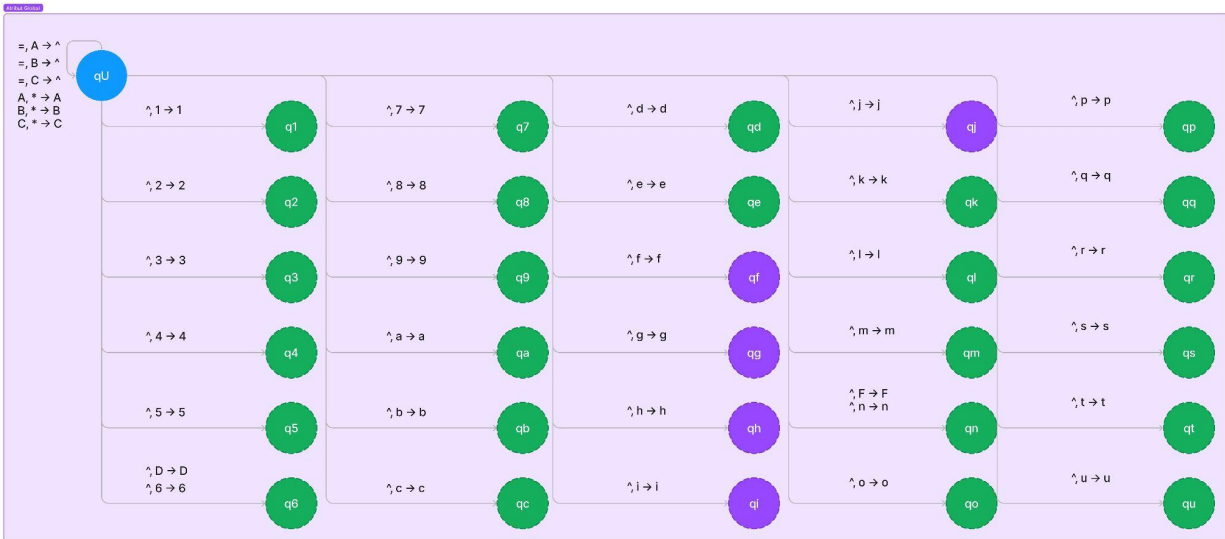 Atribut Global
=, A → ^
=, B → ^
=, C → ^
A, * → A
B, * → B
C, * → C
qU
^, 1 → 1
q1
^, 7 → 7
q7
^, d → d
qd
^, j → j
qj
^, p → p
qp
^, 2 → 2
q2
^, 8 → 8
q8
^, e → e
qe
^, k → k
qk
^, q → q
qq
^, 3 → 3
q3
^, 9 → 9
q9
^, f → f
qf
^, l → l
ql
^, r → r
qr
^, 4 → 4
q4
^, a → a
qa
^, g → g
qg
^, m → m
qm
^, s → s
qs
^, 5 → 5
q5
^, b → b
qb
^, h → h
qh
^, F → F
^, n → n
qn
^, t → t
qt
^, D → D
^, 6 → 6
q6
^, c → c
qc
^, i → i
qi
^, o → o
qo
^, u → u
qu